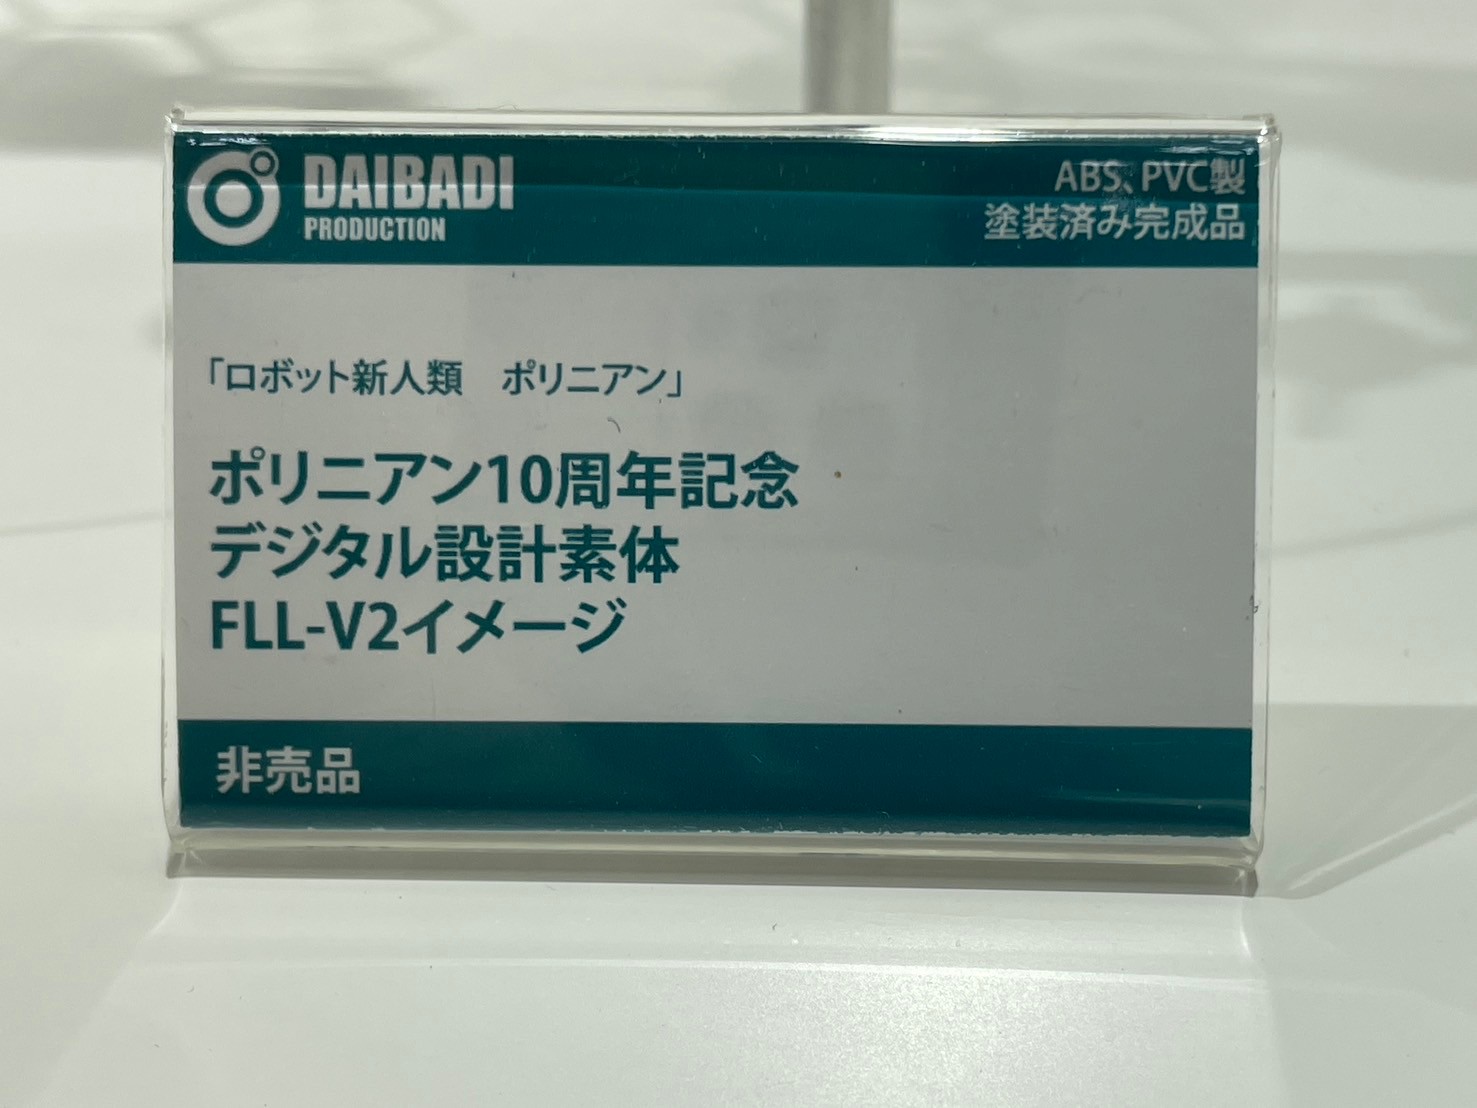 DAIBADI
PRODUCTION
ABS、PVC製
塗装済み完成品
「ロボット新人類　ポリニアン」
ポリニアン10周年記念
デジタル設計素体
FLL-V2イメージ
非売品